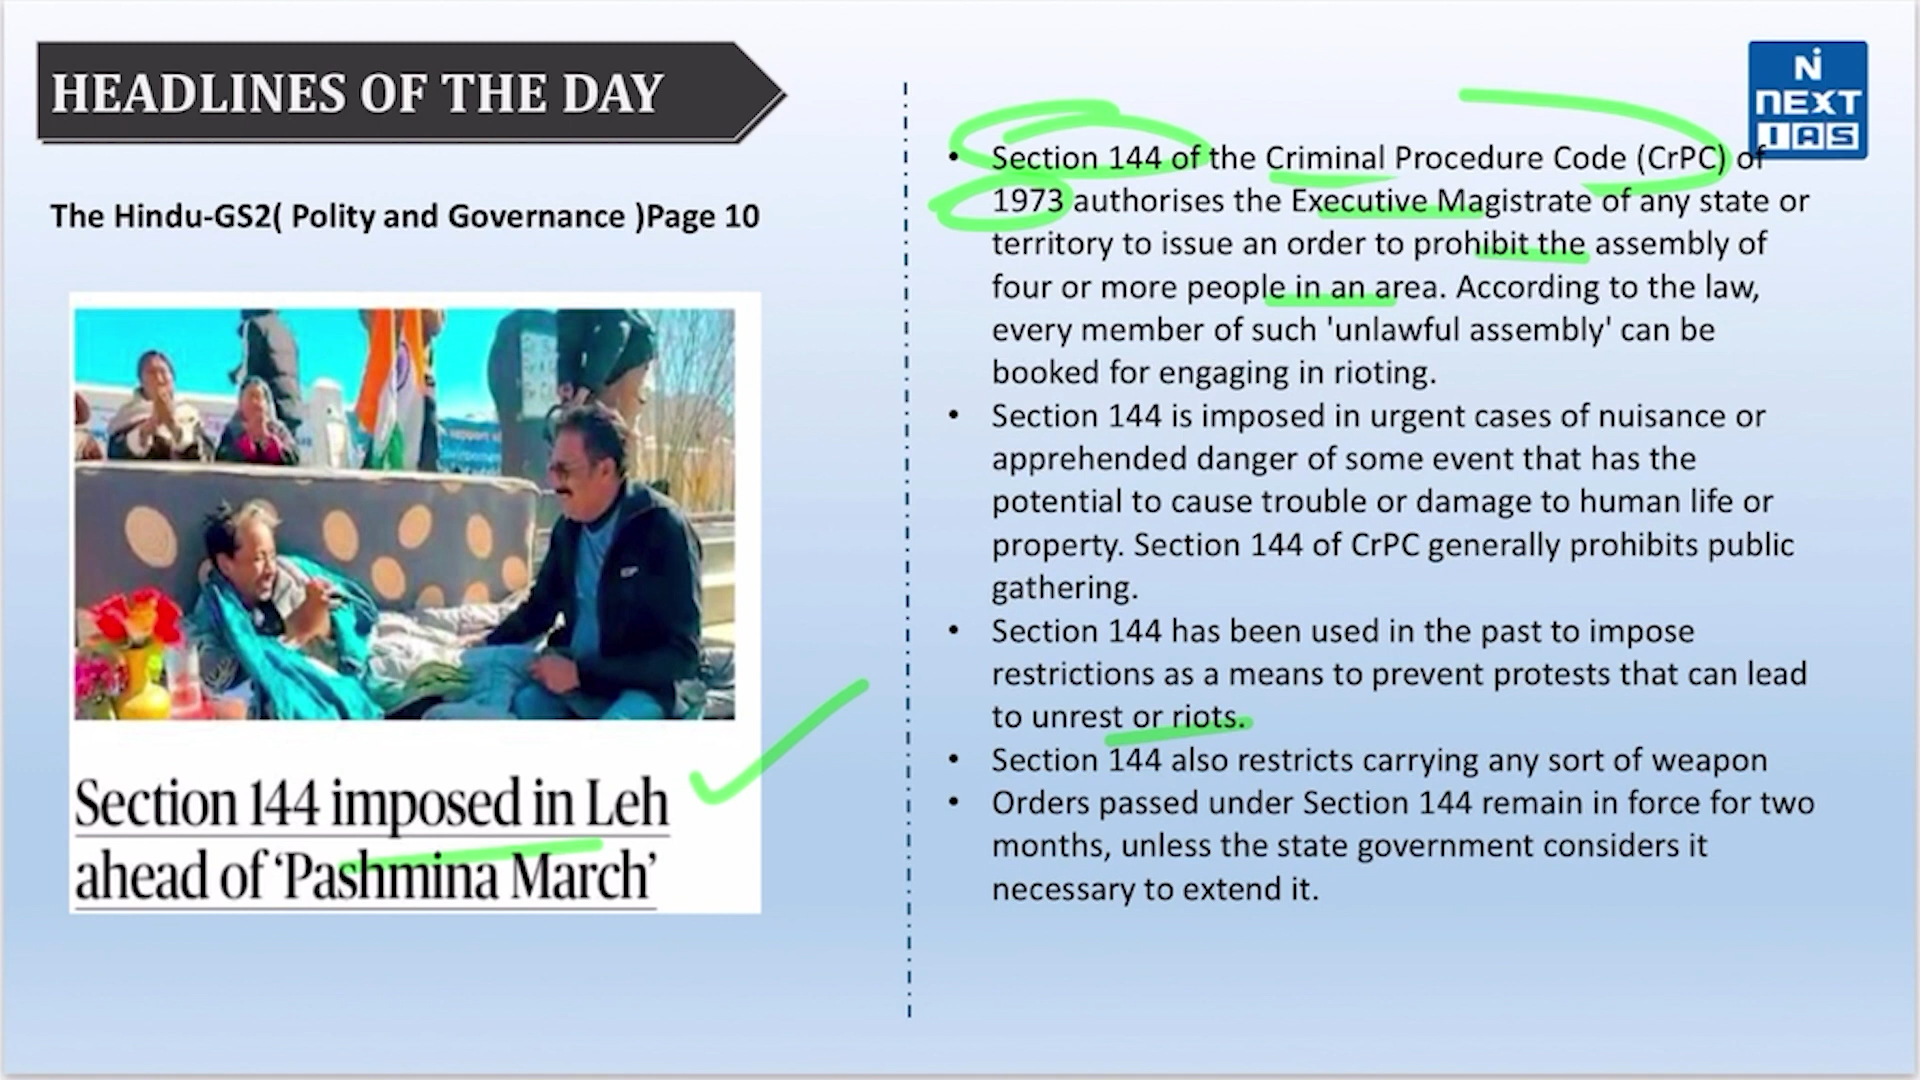 HEADLINES OF THE DAY
The Hindu-GS2( Polity and Governance )Page 10
Section 144 imposed in Leh
ahead of ‘Pashmina March’
N
NEXT
IAS
• Section 144 of the Criminal Procedure Code (CrPC) of
1973 authorises the Executive Magistrate of any state or
territory to issue an order to prohibit the assembly of
four or more people in an area. According to the law,
every member of such 'unlawful assembly' can be
booked for engaging in rioting.
• Section 144 is imposed in urgent cases of nuisance or
apprehended danger of some event that has the
potential to cause trouble or damage to human life or
property. Section 144 of CrPC generally prohibits public
gathering.
• Section 144 has been used in the past to impose
restrictions as a means to prevent protests that can lead
to unrest or riots.
• Section 144 also restricts carrying any sort of weapon
• Orders passed under Section 144 remain in force for two
months, unless the state government considers it
necessary to extend it.